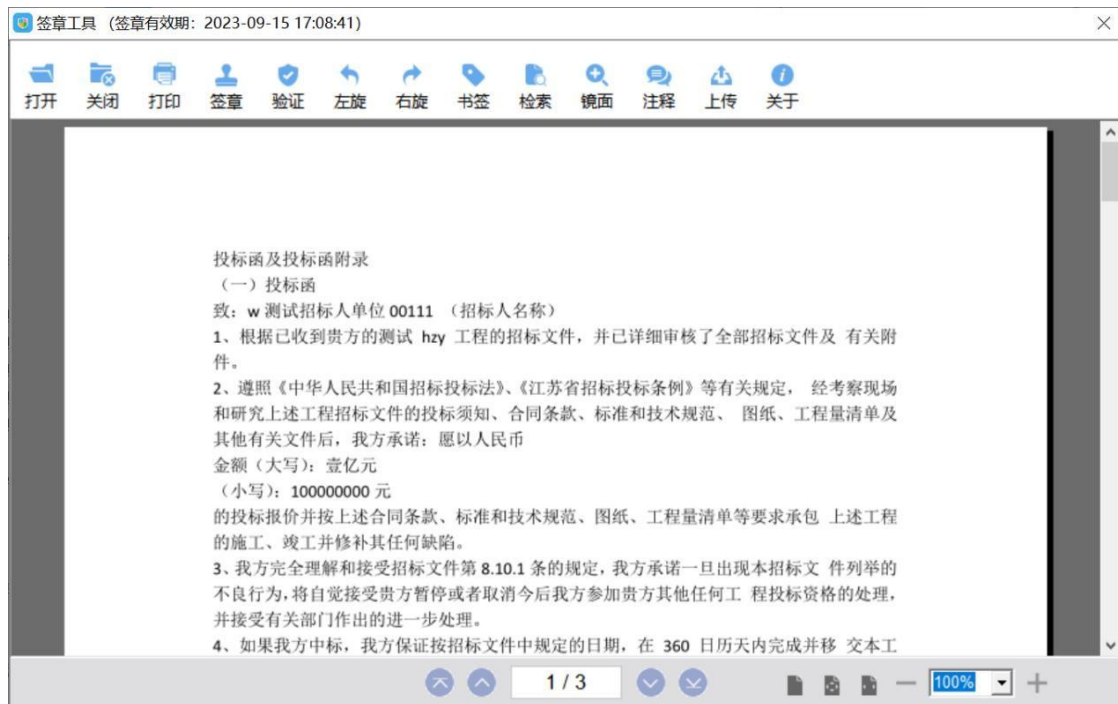 签章工具 (签章有效期: 2023-09-15 17:08:41)
打开 关闭 打印 签章 验证 左旋 右旋 书签 检索 镜面 注释 上传 关于
投标函及投标函附录
（一）投标函
致：w 测试招标人单位 00111 （招标人名称）
1、根据已收到贵方的测试 hzy 工程的招标文件，并已详细审核了全部招标文件及 有关附
件。
2、遵照《中华人民共和国招标投标法》、《江苏省招标投标条例》等有关规定， 经考察现场
和研究上述工程招标文件的投标须知、合同条款、标准和技术规范、 图纸、工程量清单及
其他有关文件后，我方承诺：愿以人民币
金额（大写）：壹亿元
（小写）：100000000 元
的投标报价并按上述合同条款、标准和技术规范、图纸、工程量清单等要求承包 上述工程
的施工、竣工并修补其任何缺陷。
3、我方完全理解和接受招标文件第 8.10.1 条的规定，我方承诺一旦出现本招标文 件列举的
不良行为，将自觉接受贵方暂停或者取消今后我方参加贵方其他任何工 程投标资格的处理，
并接受有关部门作出的进一步处理。
4、如果我方中标，我方保证按招标文件中规定的日期，在 360 日历天内完成并移 交本工
1 / 3
100%